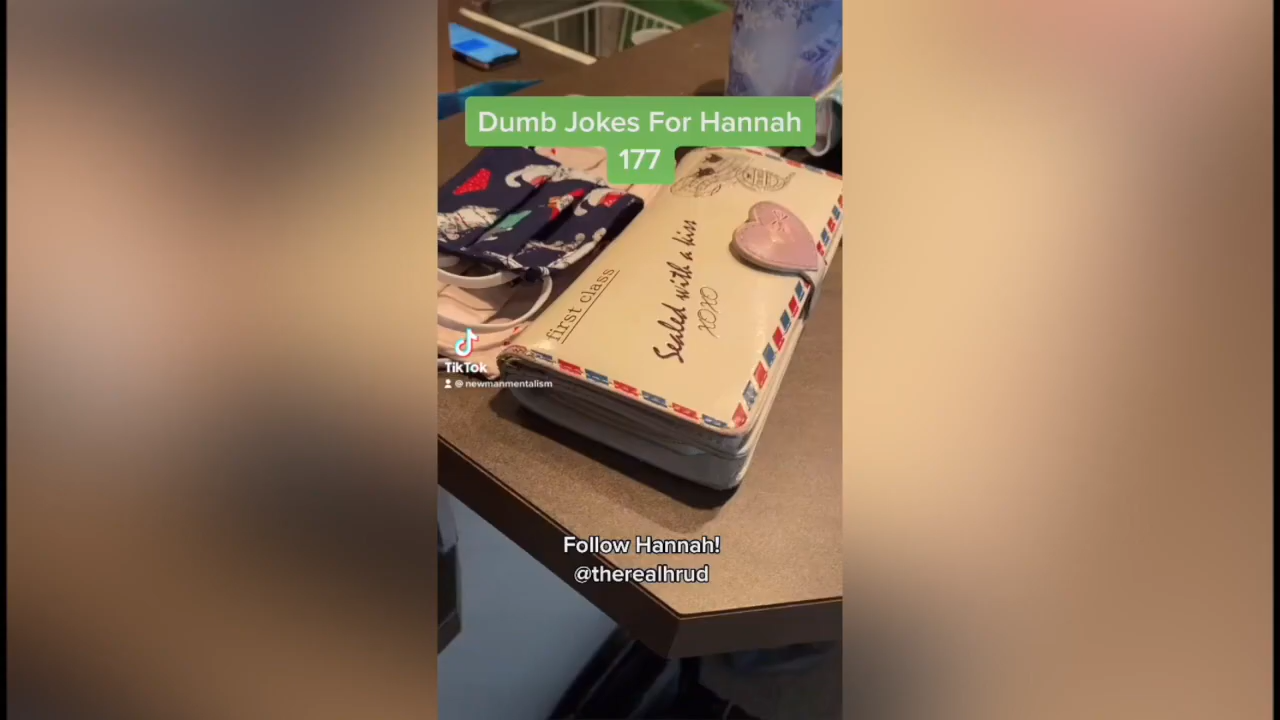 Dumb Jokes For Hannah
177
first class
Sealed with a kiss
XOXO
TikTok
@ newmanmentalism
Follow Hannah!
@therealhrud